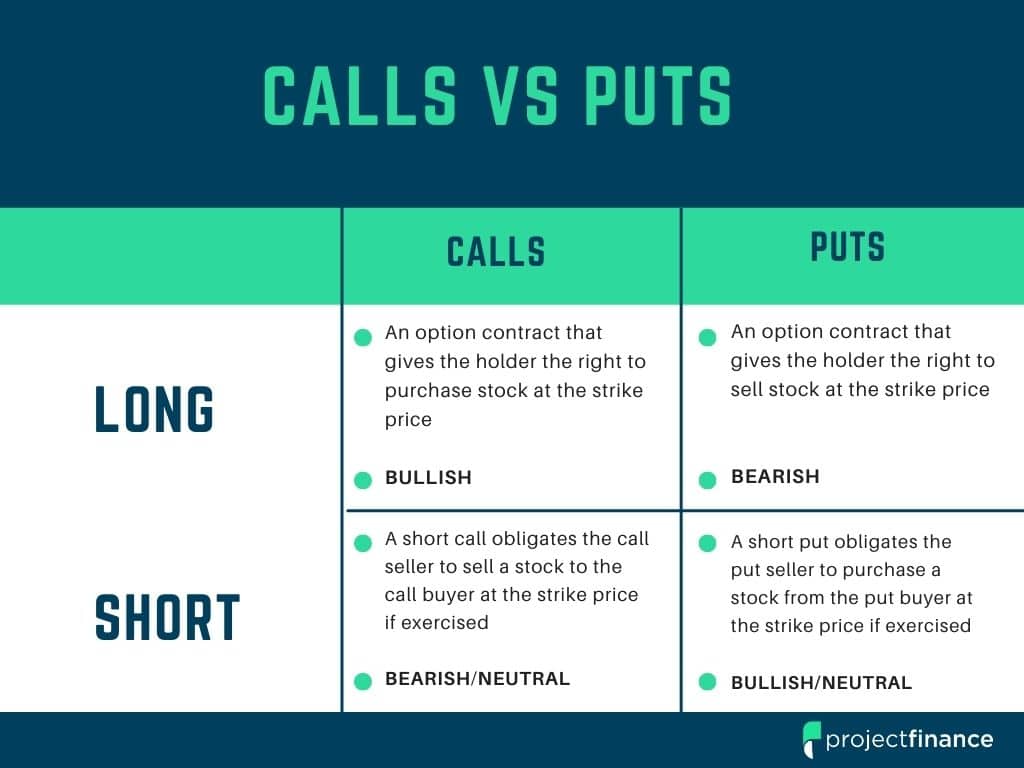 CALLS VS PUTS
CALLS
PUTS
LONG
An option contract that
gives the holder the right to
purchase stock at the strike
price
BULLISH
An option contract that
gives the holder the right to
sell stock at the strike price
BEARISH
SHORT
A short call obligates the call
seller to sell a stock to the
call buyer at the strike price
if exercised
BEARISH/NEUTRAL
A short put obligates the
put seller to purchase a
stock from the put buyer at
the strike price if exercised
BULLISH/NEUTRAL
projectfinance